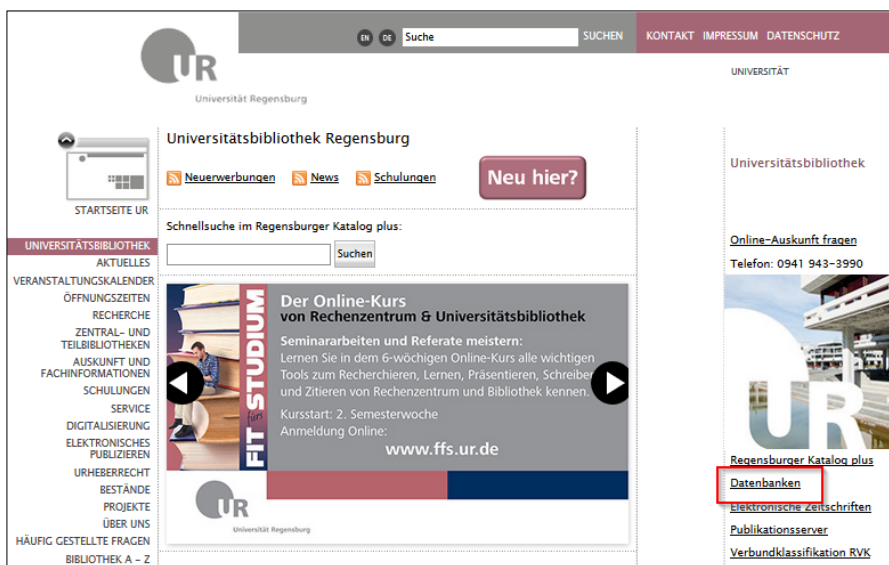 EN DE Suche SUCHEN KONTAKT IMPRESSUM DATENSCHUTZ
UR
Universität Regensburg
UNIVERSITÄT
STARTSEITE UR
UNIVERSITÄTSBIBLIOTHEK
AKTUELLES
VERANSTALTUNGSKALENDER
ÖFFNUNGSZEITEN
RECHERCHE
ZENTRAL- UND
TEILBIBLIOTHEKEN
AUSKUNFT UND
FACHINFORMATIONEN
SCHULUNGEN
SERVICE
DIGITALISIERUNG
ELEKTRONISCHES
PUBLIZIEREN
URHEBERRECHT
BESTÄNDE
PROJEKTE
ÜBER UNS
HÄUFIG GESTELLTE FRAGEN
BIBLIOTHEK A - Z
Universitätsbibliothek Regensburg
Neuerwerbungen News Schulungen Neu hier?
Schnellsuche im Regensburger Katalog plus:
Suchen
FIT fürs STUDIUM
Der Online-Kurs
von Rechenzentrum & Universitätsbibliothek
Seminararbeiten und Referate meistern:
Lernen Sie in dem 6-wöchigen Online-Kurs alle wichtigen
Tools zum Recherchieren, Lernen, Präsentieren, Schreiben
und Zitieren von Rechenzentrum und Bibliothek kennen.
Kursstart: 2. Semesterwoche
Anmeldung Online:
www.ffs.ur.de
UR
Universität Regensburg
Universitätsbibliothek
Online-Auskunft fragen
Telefon: 0941 943-3990
UR
Regensburger Katalog plus
Datenbanken
Elektronische Zeitschriften
Publikationsserver
Verbundklassifikation RVK